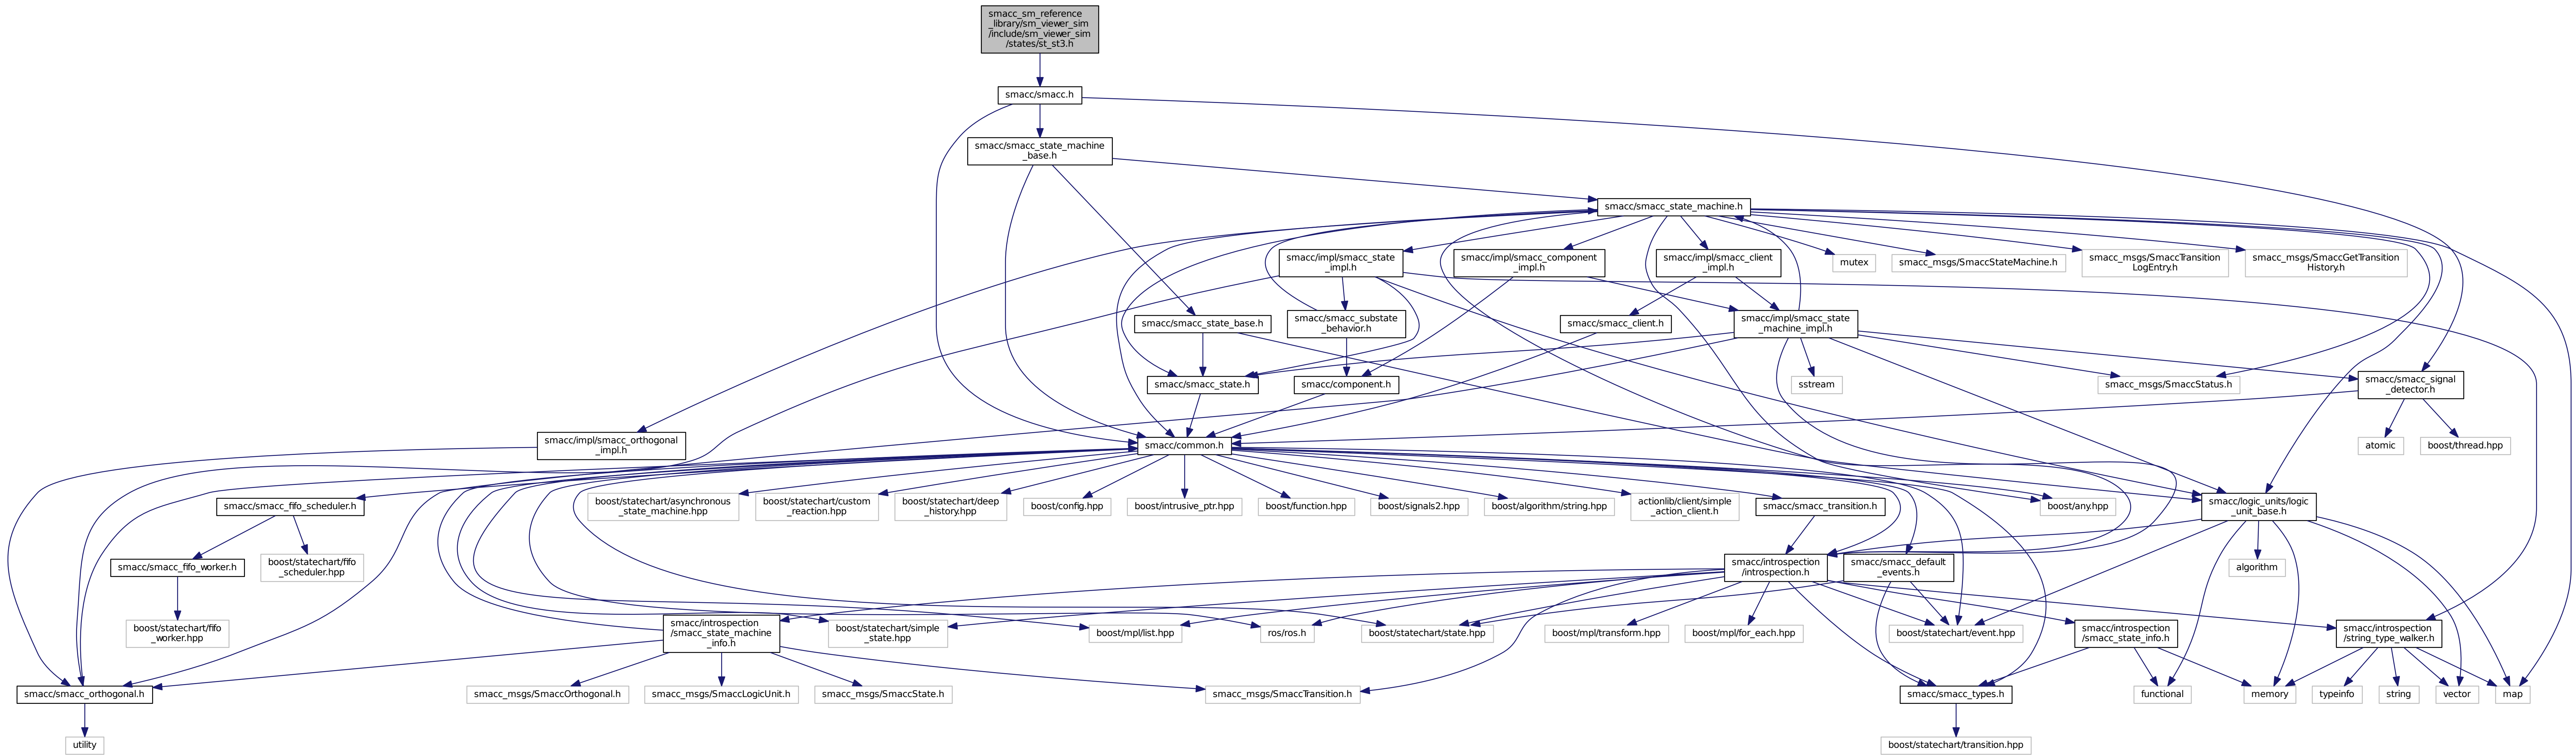 smacc_sm_reference
_library/sm_viewer_sim
/include/sm_viewer_sim
/states/st_st3.h
smacc/smacc.h
smacc/smacc_state_machine
_base.h
smacc/smacc_state_machine.h
smacc/impl/smacc_state
_impl.h
smacc/impl/smacc_component
_impl.h
smacc/impl/smacc_client
_impl.h
mutex
smacc_msgs/SmaccStateMachine.h
smacc_msgs/SmaccTransition
LogEntry.h
smacc_msgs/SmaccGetTransition
History.h
smacc/smacc_state_base.h
smacc/smacc_substate
_behavior.h
smacc/smacc_client.h
smacc/impl/smacc_state
_machine_impl.h
smacc/smacc_state.h
smacc/component.h
sstream
smacc_msgs/SmaccStatus.h
smacc/smacc_signal
_detector.h
smacc/impl/smacc_orthogonal
_impl.h
smacc/common.h
atomic
boost/thread.hpp
smacc/smacc_fifo_scheduler.h
boost/statechart/asynchronous
_state_machine.hpp
boost/statechart/custom
_reaction.hpp
boost/statechart/deep
_history.hpp
boost/config.hpp
boost/intrusive_ptr.hpp
boost/function.hpp
boost/signals2.hpp
boost/algorithm/string.hpp
actionlib/client/simple
_action_client.h
smacc/smacc_transition.h
boost/any.hpp
smacc/logic_units/logic
_unit_base.h
smacc/smacc_fifo_worker.h
boost/statechart/fifo
_scheduler.hpp
smacc/introspection
/introspection.h
smacc/smacc_default
_events.h
algorithm
boost/statechart/fifo
_worker.hpp
smacc/introspection
/smacc_state_machine
_info.h
boost/statechart/simple
_state.hpp
boost/mpl/list.hpp
ros/ros.h
boost/statechart/state.hpp
boost/mpl/transform.hpp
boost/mpl/for_each.hpp
boost/statechart/event.hpp
smacc/introspection
/smacc_state_info.h
smacc/introspection
/string_type_walker.h
smacc/smacc_orthogonal.h
smacc_msgs/SmaccOrthogonal.h
smacc_msgs/SmaccLogicUnit.h
smacc_msgs/SmaccState.h
smacc_msgs/SmaccTransition.h
smacc/smacc_types.h
functional
memory
typeinfo
string
vector
map
utility
boost/statechart/transition.hpp